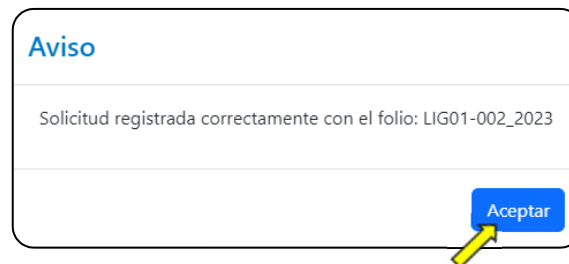 Aviso
Solicitud registrada correctamente con el folio: LIG01-002_2023
Aceptar